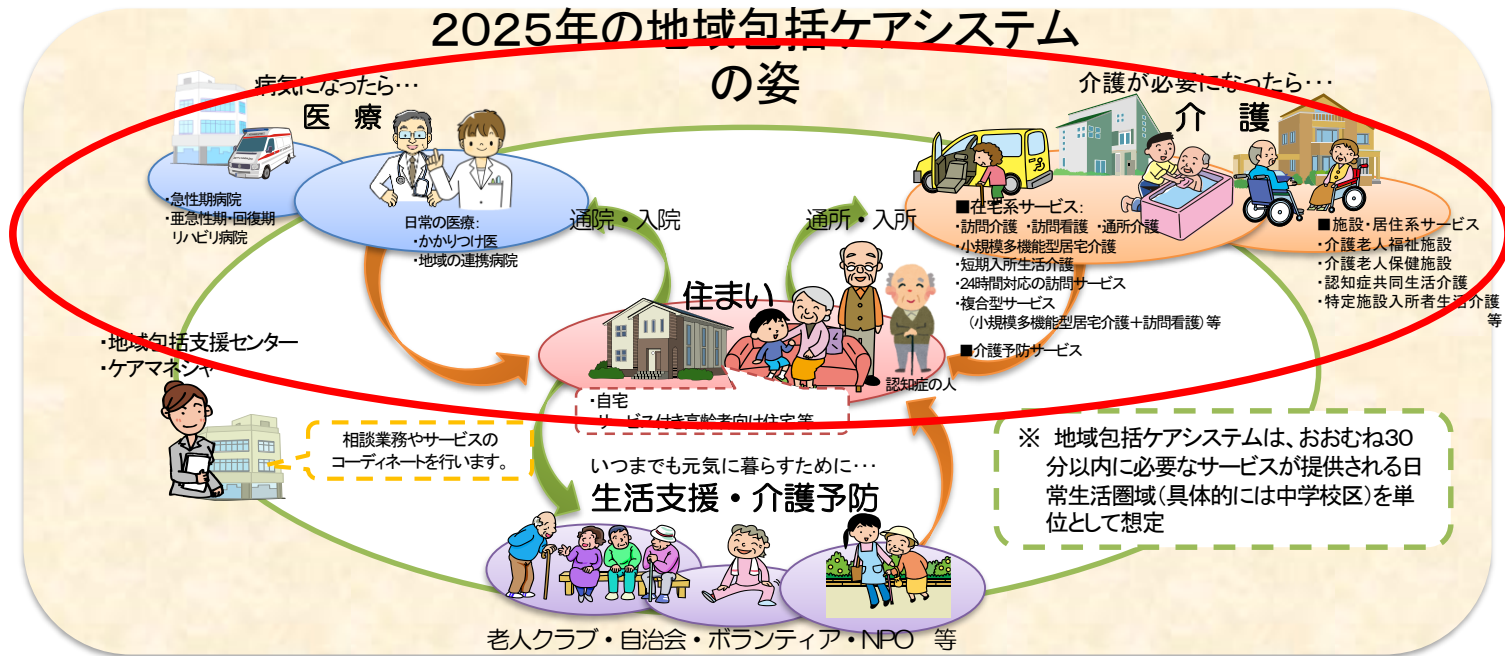 2025年の地域包括ケアシステム
の姿
病気になったら･･･
医　療
介護が必要になったら･･･
介　護
・急性期病院
・亜急性期・回復期
リハビリ病院
日常の医療：
・かかりつけ医
・地域の連携病院
通院・入院
通所・入所
■在宅系サービス：
・訪問介護 ・訪問看護 ・通所介護
・小規模多機能型居宅介護
・短期入所生活介護
・24時間対応の訪問サービス
・複合型サービス
（小規模多機能型居宅介護＋訪問看護）等
■介護予防サービス
■施設・居住系サービス
・介護老人福祉施設
・介護老人保健施設
・認知症共同生活介護
・特定施設入所者生活介護
等
住まい
認知症の人
・自宅
サービス付き高齢者向け住宅等
・地域包括支援センター
・ケアマネジャ
相談業務やサービスの
コーディネートを行います。
いつまでも元気に暮らすために･･･
生活支援・介護予防
※　地域包括ケアシステムは、おおむね30
分以内に必要なサービスが提供される日
常生活圏域（具体的には中学校区）を単
位として想定
老人クラブ・自治会・ボランティア・NPO　等